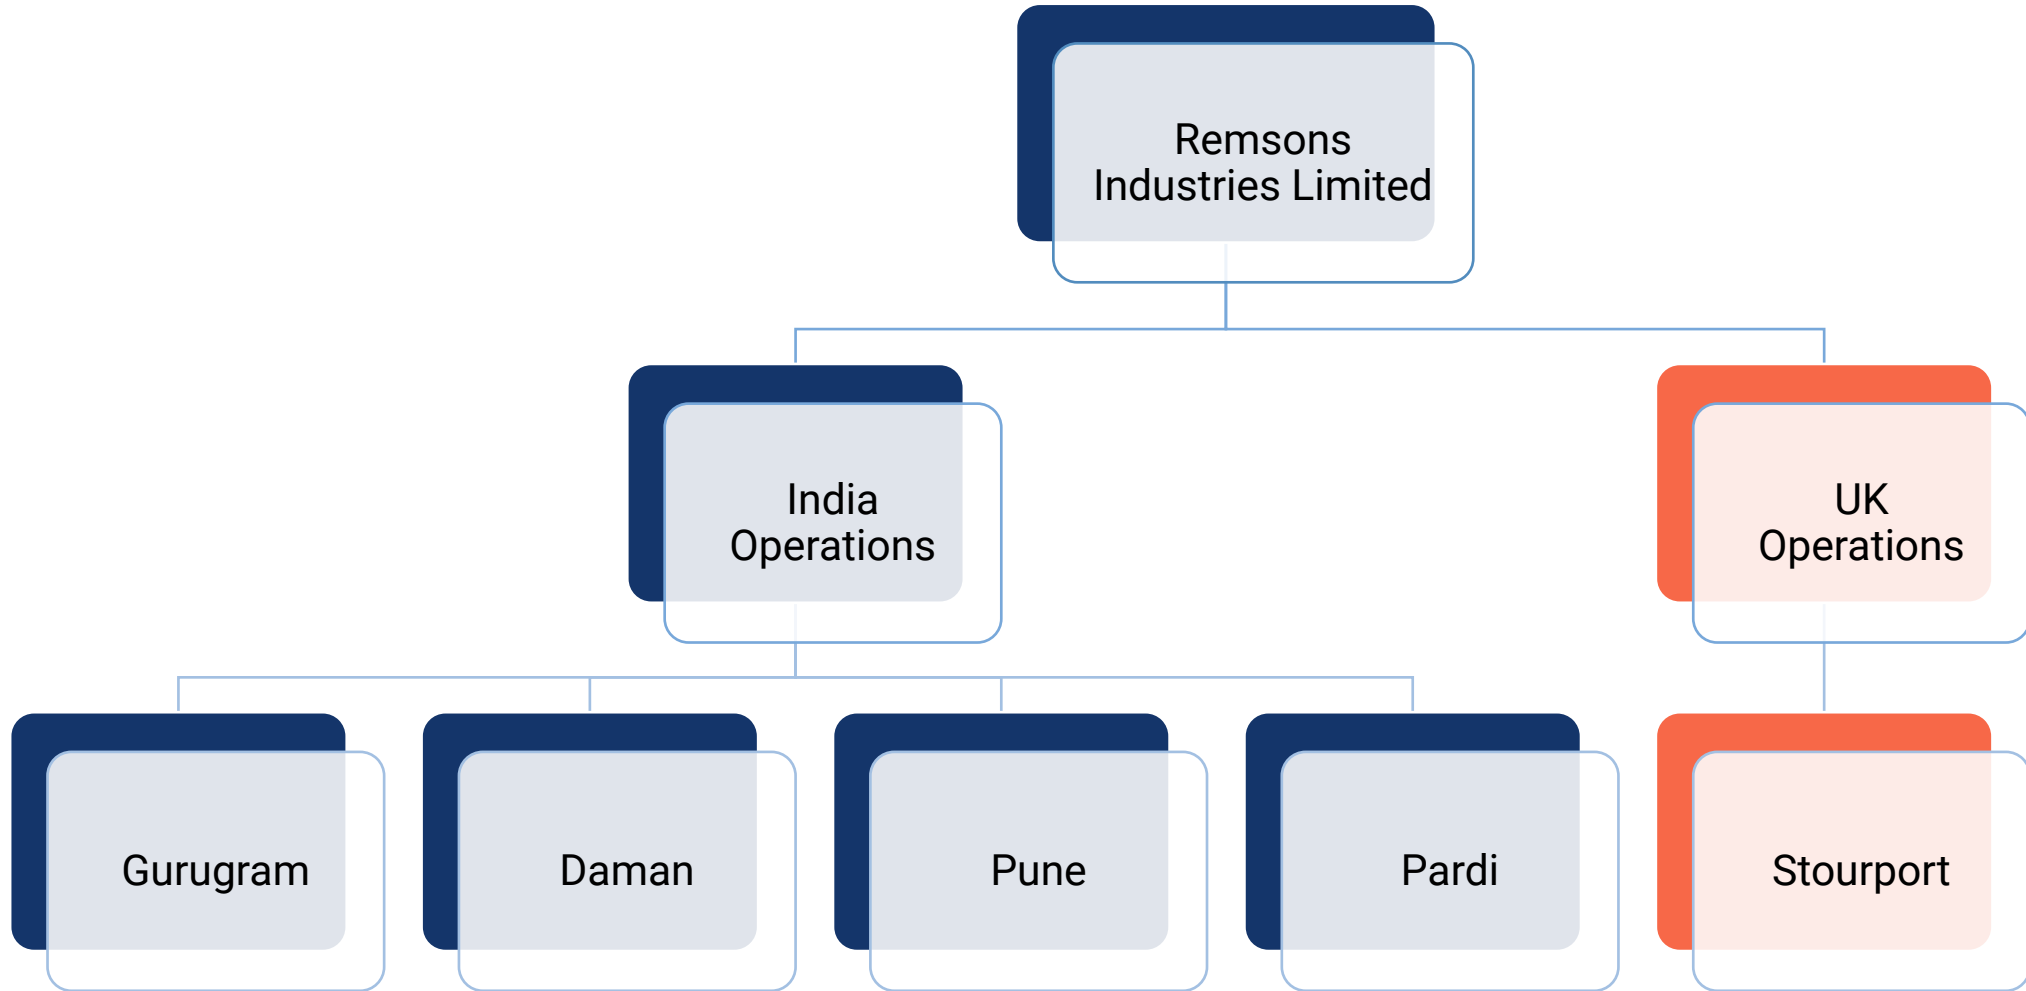 Remsons
Industries Limited
India
Operations
UK
Operations
Gurugram
Daman
Pune
Pardi
Stourport